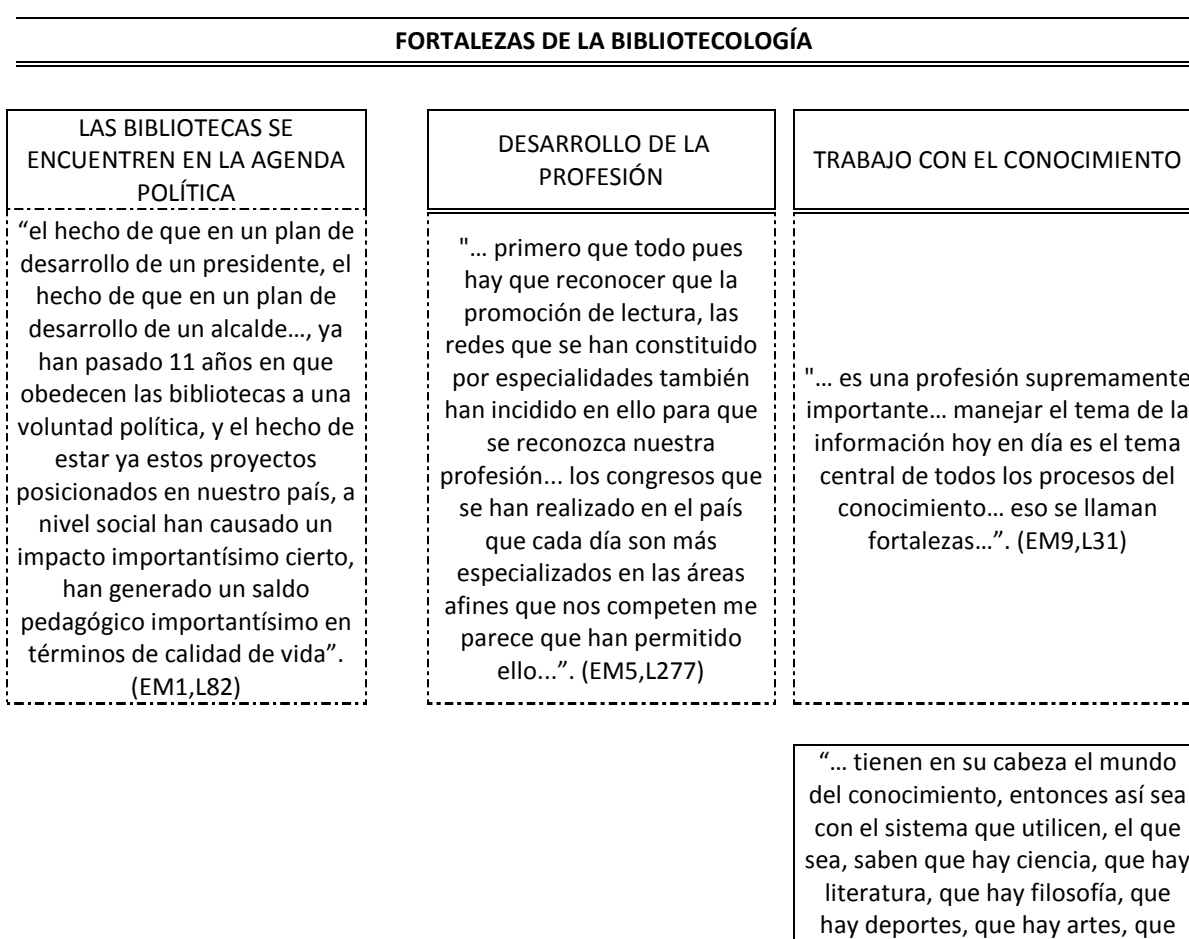 FORTALEZAS DE LA BIBLIOTECOLOGÍA
LAS BIBLIOTECAS SE
ENCUENTREN EN LA AGENDA
POLÍTICA
“el hecho de que en un plan de
desarrollo de un presidente, el
hecho de que en un plan de
desarrollo de un alcalde…, ya
han pasado 11 años en que
obedecen las bibliotecas a una
voluntad política, y el hecho de
estar ya estos proyectos
posicionados en nuestro país, a
nivel social han causado un
impacto importantísimo cierto,
han generado un saldo
pedagógico importantísimo en
términos de calidad de vida”.
(EM1,L82)
DESARROLLO DE LA
PROFESIÓN
"… primero que todo pues
hay que reconocer que la
promoción de lectura, las
redes que se han constituido
por especialidades también
han incidido en ello para que
se reconozca nuestra
profesión... los congresos que
se han realizado en el país
que cada día son más
especializados en las áreas
afines que nos competen me
parece que han permitido
ello...”. (EM5,L277)
TRABAJO CON EL CONOCIMIENTO
"… es una profesión supremamente
importante… manejar el tema de la
información hoy en día es el tema
central de todos los procesos del
conocimiento… eso se llaman
fortalezas…”. (EM9,L31)
“… tienen en su cabeza el mundo
del conocimiento, entonces así sea
con el sistema que utilicen, el que
sea, saben que hay ciencia, que hay
literatura, que hay filosofía, que
hay deportes, que hay artes, que